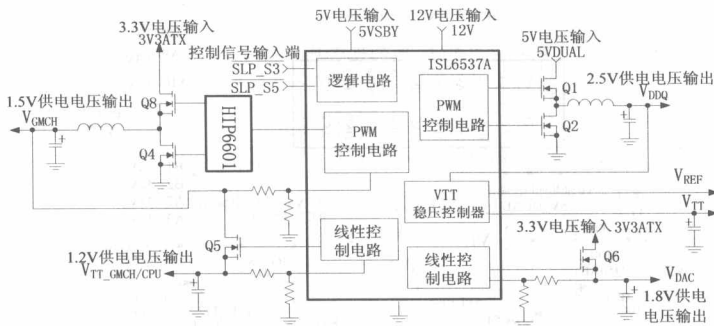 5V电压输入
5VSBY
12V电压输入
12V
3.3V电压输入
3V3ATX
控制信号输入端
SLP_S3
SLP_S5
逻辑电路
ISL6537A
5V电压输入
5VDUAL
Q1
2.5V供电电压输出
VDDQ
Q2
PWM
控制电路
1.5V供电电压输出
VGMCH
Q8
Q4
HIP6601
PWM
控制电路
VTT
稳压控制器
VREF
VTT
Q5
线性控
制电路
1.2V供电电压输出
VTT_GMCH/CPU
线性控
制电路
3.3V电压输入
3V3ATX
Q6
VDAC
1.8V供电
电压输出